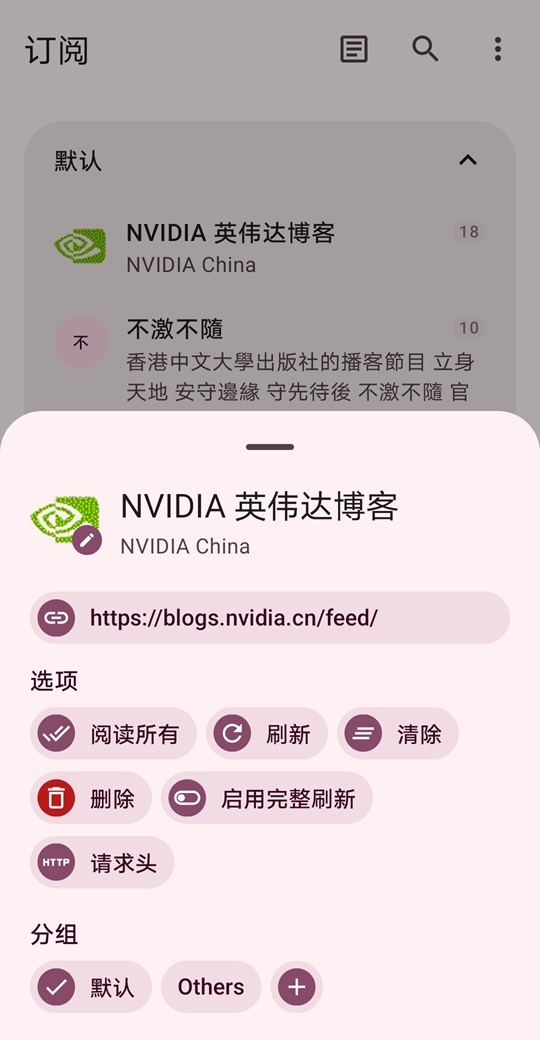 订阅
默认
NVIDIA 英伟达博客
18
NVIDIA China
不
不激不隨
10
香港中文大學出版社的播客節目 立身
天地 安守邊緣 守先待後 不激不隨 官
NVIDIA 英伟达博客
NVIDIA China
https://blogs.nvidia.cn/feed/
选项
阅读所有
刷新
清除
删除
启用完整刷新
HTTP
请求头
分组
默认
Others